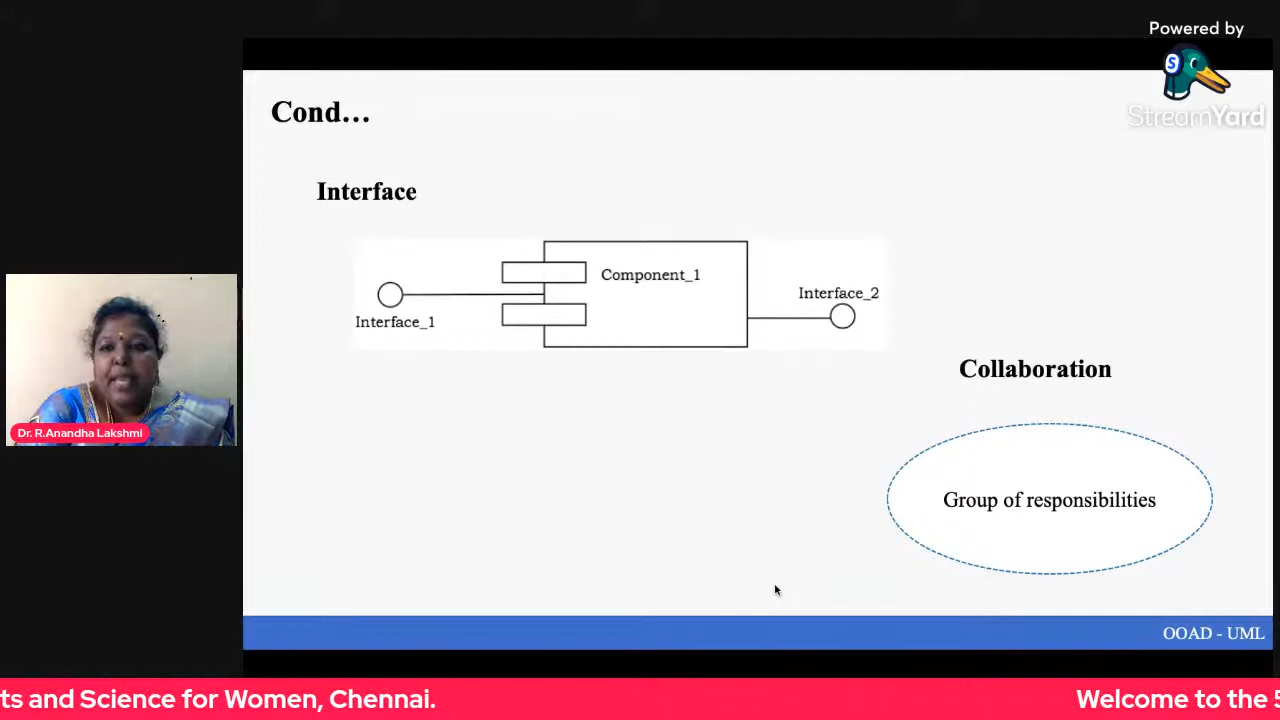 Powered by
StreamYard
Cond...
Interface
Component_1
Interface_1
Interface_2
Collaboration
Group of responsibilities
Dr. R.Anandha Lakshmi
OOAD - UML
ts and Science for Women, Chennai.
Welcome to the 5